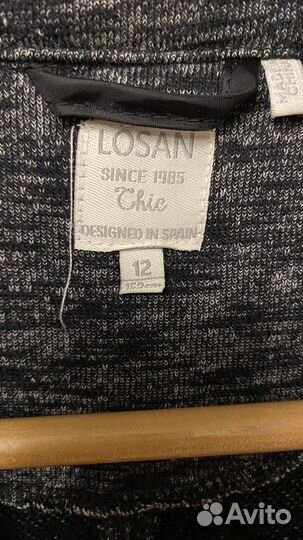 LOSAN
SINCE 1985
Chic
DESIGNED IN SPAIN
12
Avito